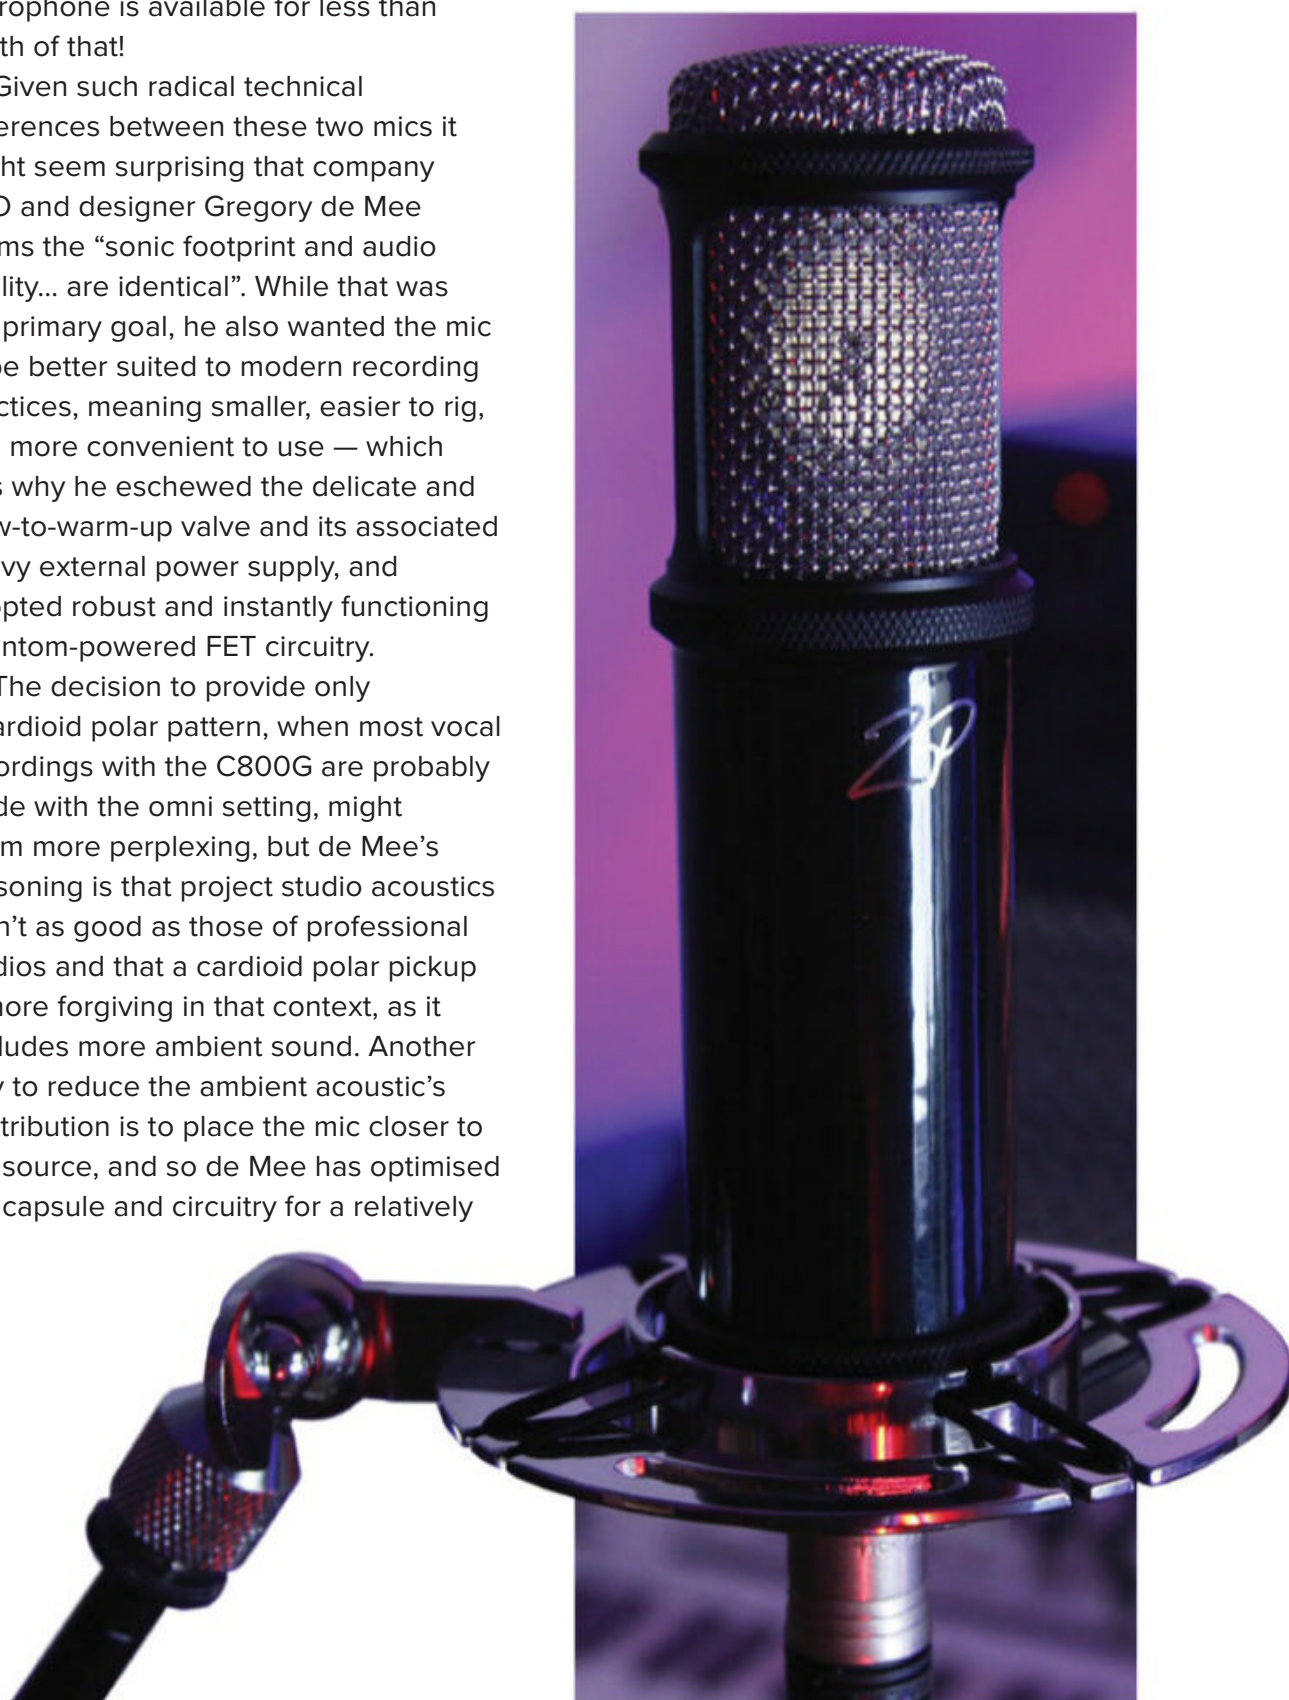 rophone is available for less than
th of that!
Given such radical technical
erences between these two mics it
ht seem surprising that company
and designer Gregory de Mee
ms the “sonic footprint and audio
lity... are identical”. While that was
primary goal, he also wanted the mic
be better suited to modern recording
ctices, meaning smaller, easier to rig,
more convenient to use — which
s why he eschewed the delicate and
w-to-warm-up valve and its associated
vy external power supply, and
opted robust and instantly functioning
ntom-powered FET circuitry.
The decision to provide only
ardioid polar pattern, when most vocal
ordings with the C800G are probably
de with the omni setting, might
m more perplexing, but de Mee’s
soning is that project studio acoustics
n’t as good as those of professional
dios and that a cardioid polar pickup
more forgiving in that context, as it
ludes more ambient sound. Another
y to reduce the ambient acoustic’s
tribution is to place the mic closer to
source, and so de Mee has optimised
capsule and circuitry for a relatively